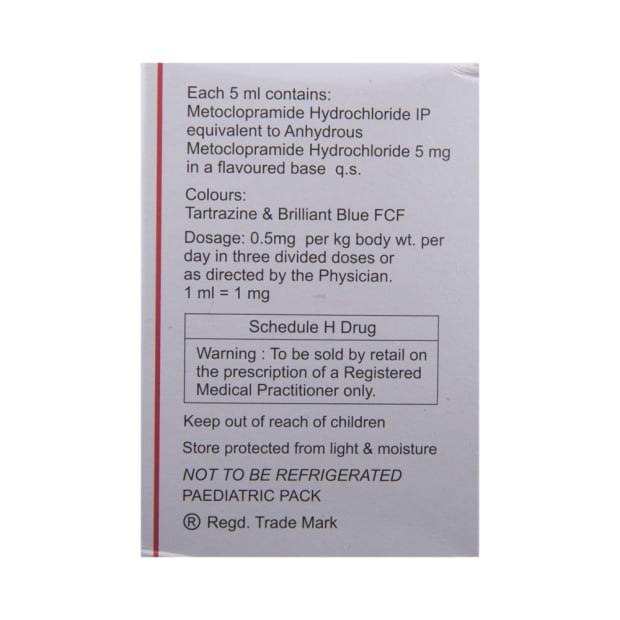 Each 5 ml contains:
Metoclopramide Hydrochloride IP
equivalent to Anhydrous
Metoclopramide Hydrochloride 5 mg
in a flavoured base q.s.
Colours:
Tartrazine & Brilliant Blue FCF
Dosage: 0.5mg per kg body wt. per
day in three divided doses or
as directed by the Physician.
1 ml = 1 mg
Schedule H Drug
Warning : To be sold by retail on
the prescription of a Registered
Medical Practitioner only.
Keep out of reach of children
Store protected from light & moisture
NOT TO BE REFRIGERATED
PAEDIATRIC PACK
® Regd. Trade Mark